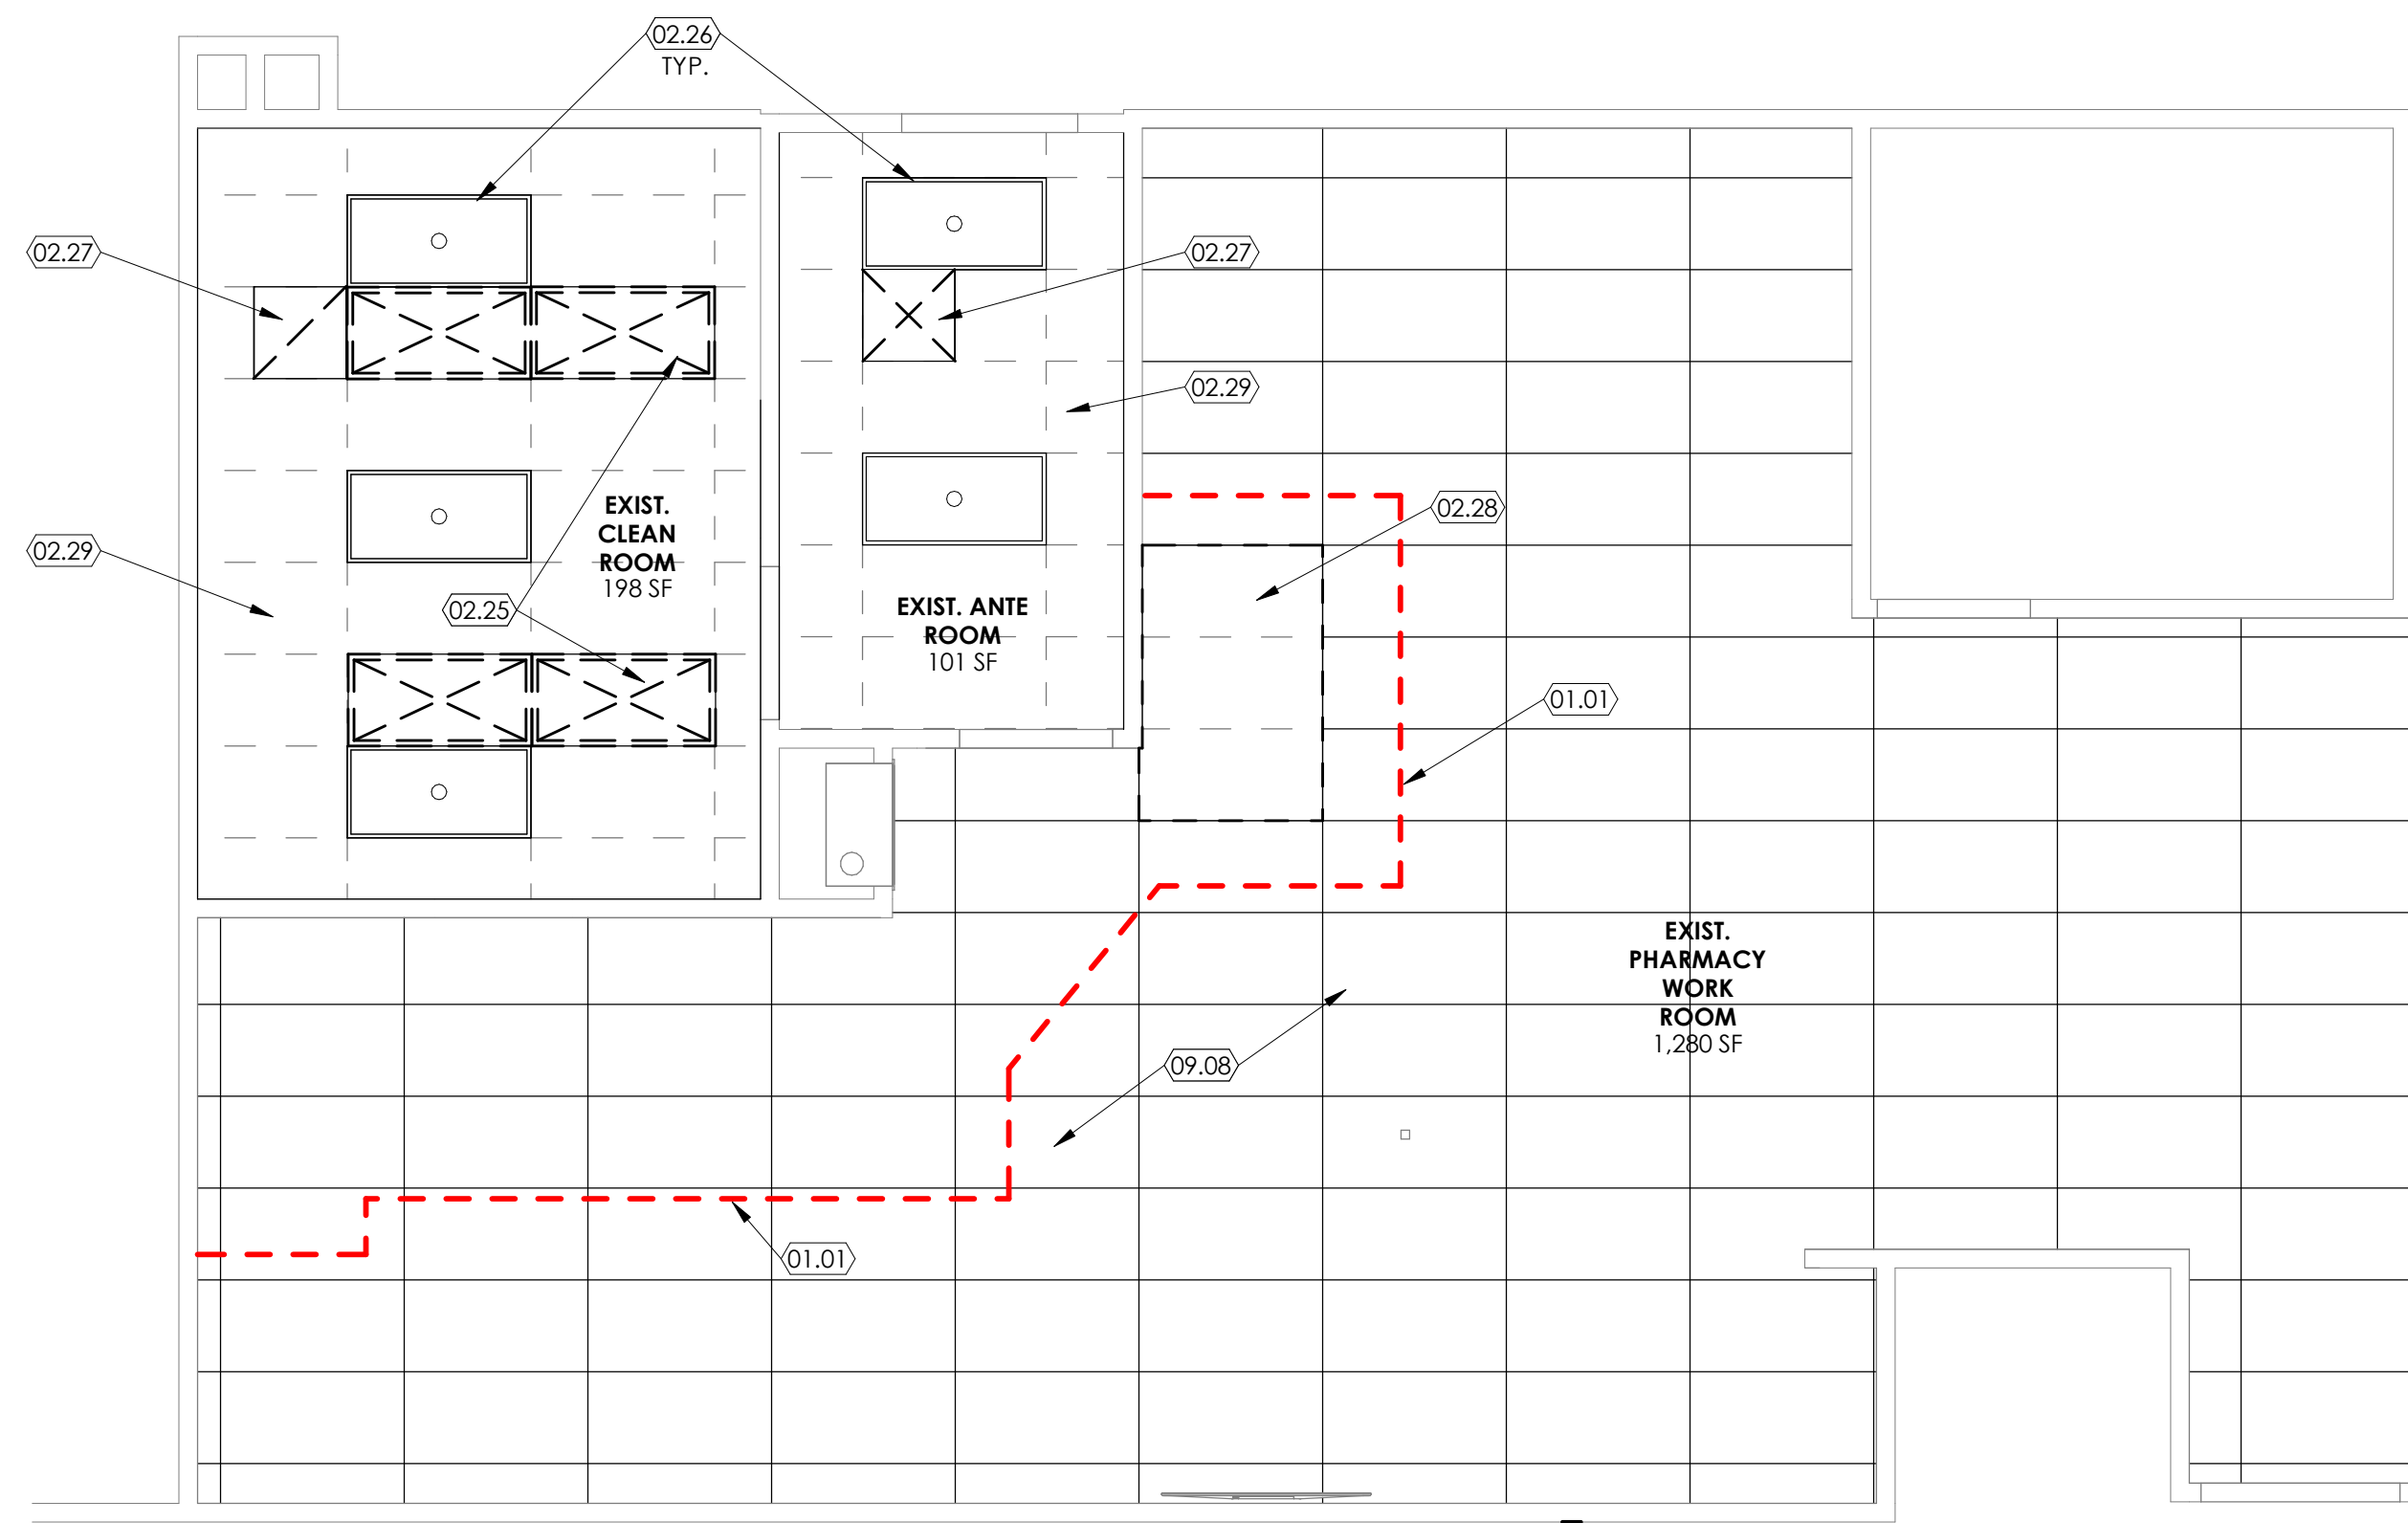 02.26
TYP.
02.27
02.27
02.29
02.28
EXIST.
CLEAN
ROOM
198 SF
02.29
02.25
EXIST. ANTE
ROOM
101 SF
01.01
EXIST.
PHARMACY
WORK
ROOM
1,280 SF
09.08
01.01